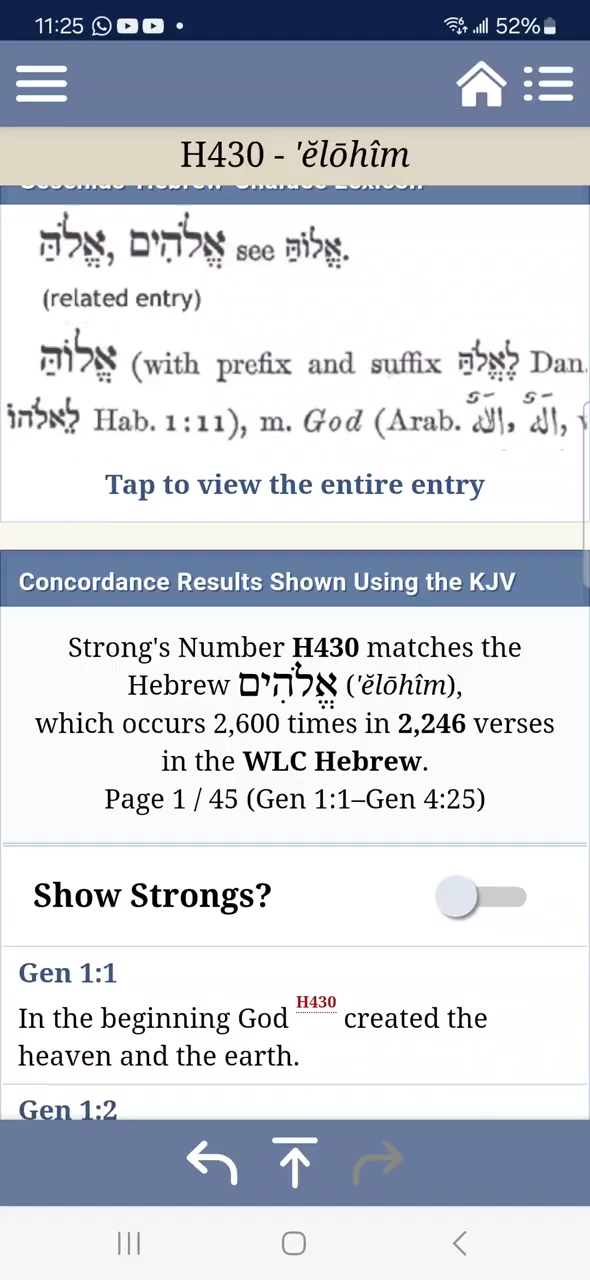 11:25
52%
H430 - 'ĕlōhîm
Gesenius' Hebrew-Chaldee Lexicon
אֱלֹהַּ, אֱלֹהִים see אֱלוֹהַּ.
(related entry)
אֱלוֹהַּ (with prefix and suffix לֶאֱלֹהַּ Dan.
לֵאלֹהוֹ Hab. 1:11), m. God (Arab.
Tap to view the entire entry
Concordance Results Shown Using the KJV
Strong's Number H430 matches the
Hebrew אֱלֹהִים ('ĕlōhîm),
which occurs 2,600 times in 2,246 verses
in the WLC Hebrew.
Page 1 / 45 (Gen 1:1–Gen 4:25)
Show Strongs?
Gen 1:1
In the beginning God H430 created the
heaven and the earth.
Gen 1:2